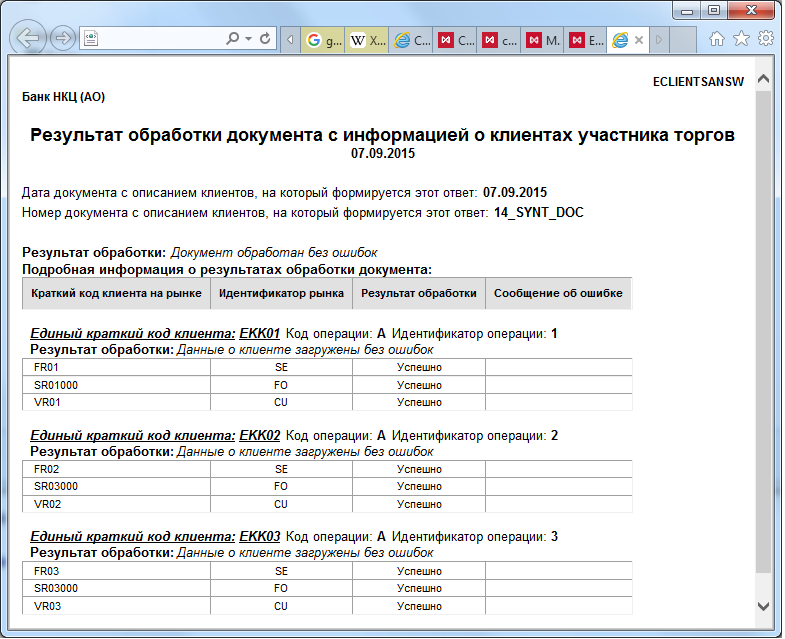 g... X... C... C... c... M. E...
ECLIENTSANSW
Банк НКЦ (АО)
Результат обработки документа с информацией о клиентах участника торгов
07.09.2015
Дата документа с описанием клиентов, на который формируется этот ответ: 07.09.2015
Номер документа с описанием клиентов, на который формируется этот ответ: 14_SYNT_DOC
Результат обработки: Документ обработан без ошибок
Подробная информация о результатах обработки документа:
Краткий код клиента на рынке Идентификатор рынка Результат обработки Сообщение об ошибке
Единый краткий код клиента: EKK01 Код операции: A Идентификатор операции: 1
Результат обработки: Данные о клиенте загружены без ошибок
FR01 SE Успешно
SR01000 FO Успешно
VR01 CU Успешно
Единый краткий код клиента: EKK02 Код операции: A Идентификатор операции: 2
Результат обработки: Данные о клиенте загружены без ошибок
FR02 SE Успешно
SR03000 FO Успешно
VR02 CU Успешно
Единый краткий код клиента: EKK03 Код операции: A Идентификатор операции: 3
Результат обработки: Данные о клиенте загружены без ошибок
FR03 SE Успешно
SR03000 FO Успешно
VR03 CU Успешно